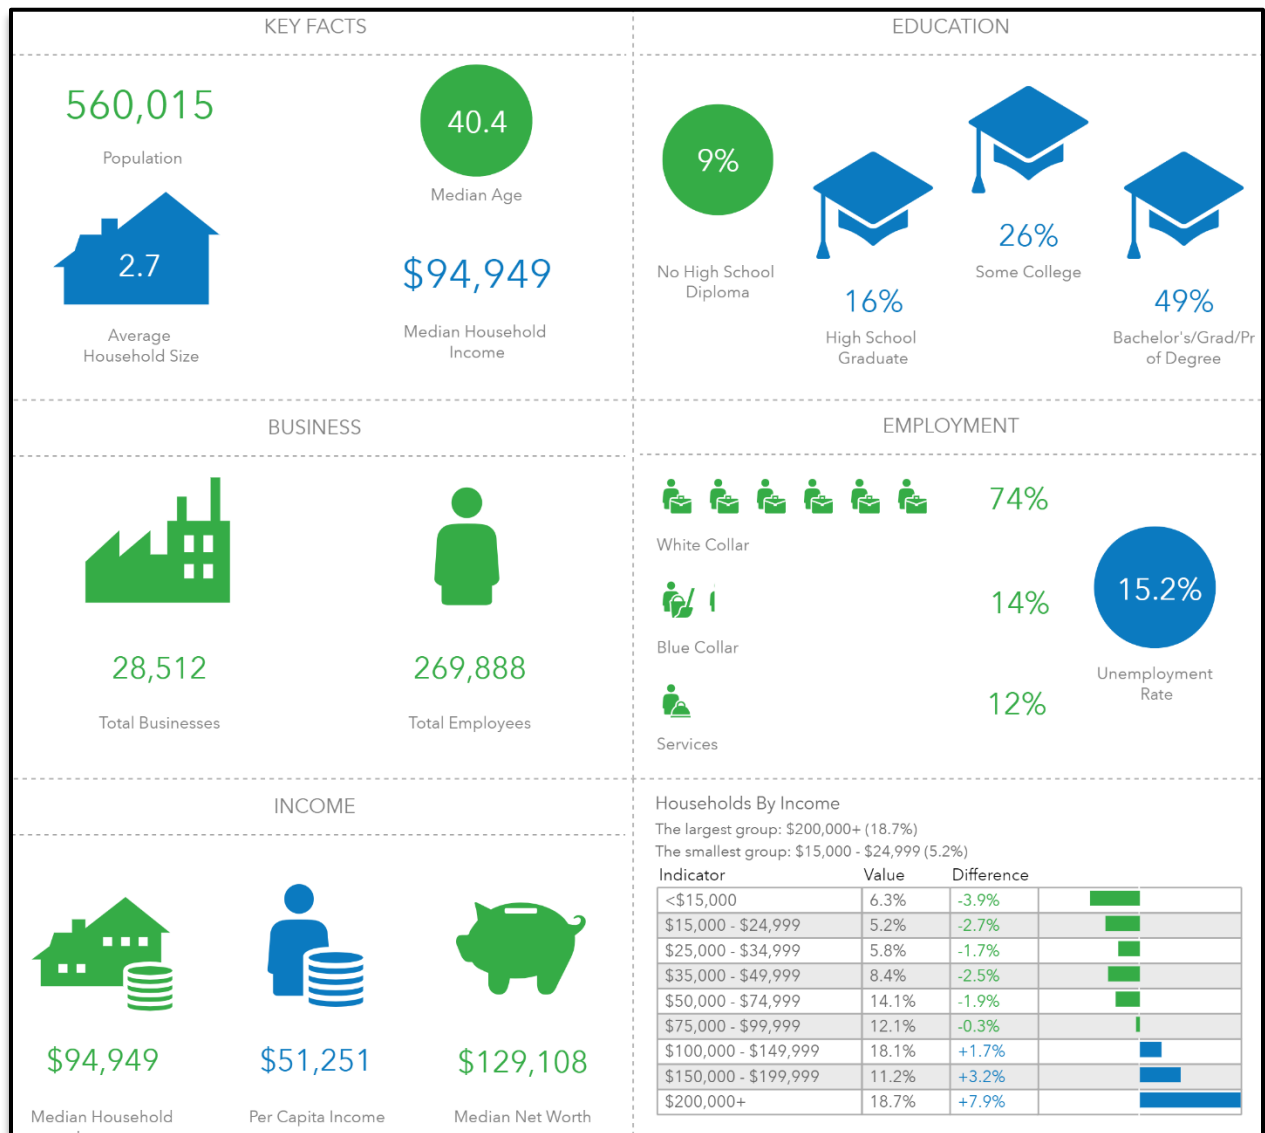 KEY FACTS
560,015
Population
40.4
Median Age
2.7
Average
Household Size
$94,949
Median Household
Income
EDUCATION
9%
No High School
Diploma
16%
High School
Graduate
26%
Some College
49%
Bachelor's/Grad/Pr
of Degree
BUSINESS
28,512
Total Businesses
269,888
Total Employees
EMPLOYMENT
74%
White Collar
14%
Blue Collar
12%
Services
15.2%
Unemployment
Rate
INCOME
$94,949
Median Household
$51,251
Per Capita Income
$129,108
Median Net Worth
Households By Income
The largest group: $200,000+ (18.7%)
The smallest group: $15,000 - $24,999 (5.2%)
Indicator Value Difference
<$15,000 6.3% -3.9%
$15,000 - $24,999 5.2% -2.7%
$25,000 - $34,999 5.8% -1.7%
$35,000 - $49,999 8.4% -2.5%
$50,000 - $74,999 14.1% -1.9%
$75,000 - $99,999 12.1% -0.3%
$100,000 - $149,999 18.1% +1.7%
$150,000 - $199,999 11.2% +3.2%
$200,000+ 18.7% +7.9%